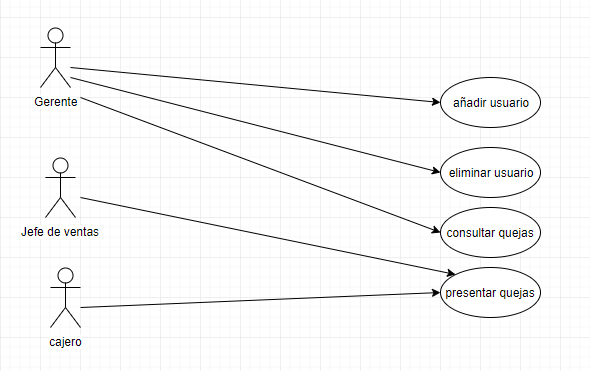 Gerente
añadir usuario
eliminar usuario
Jefe de ventas
consultar quejas
presentar quejas
cajero